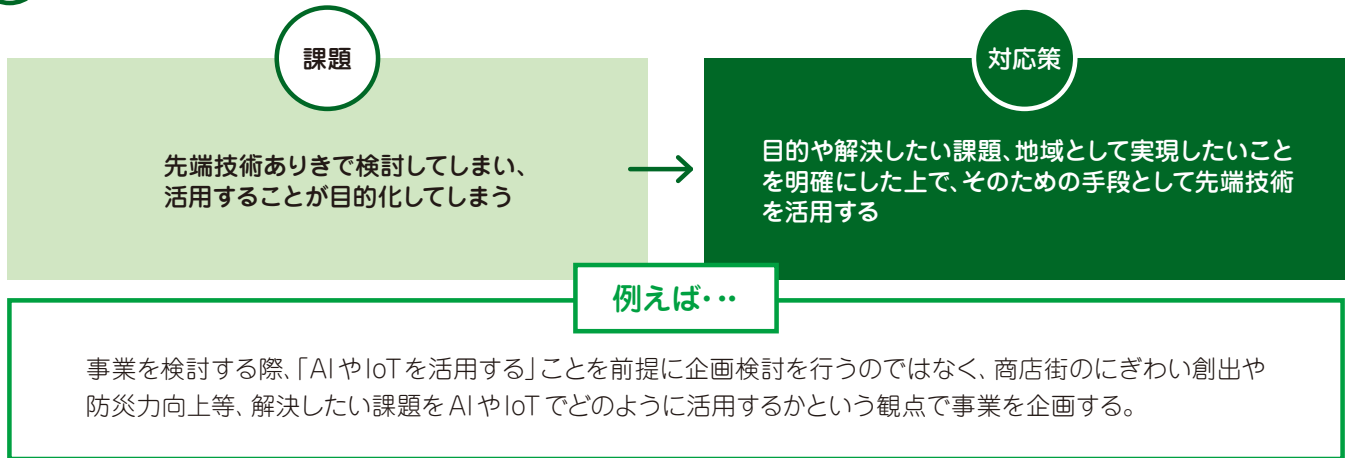 課題
先端技術ありきで検討してしまい、
活用することが目的化してしまう
対応策
目的や解決したい課題、地域として実現したいこと
を明確にした上で、そのための手段として先端技術
を活用する
例えば・・・
事業を検討する際、「AIやIoTを活用する」ことを前提に企画検討を行うのではなく、商店街のにぎわい創出や
防災力向上等、解決したい課題をAIやIoTでどのように活用するかという観点で事業を企画する。